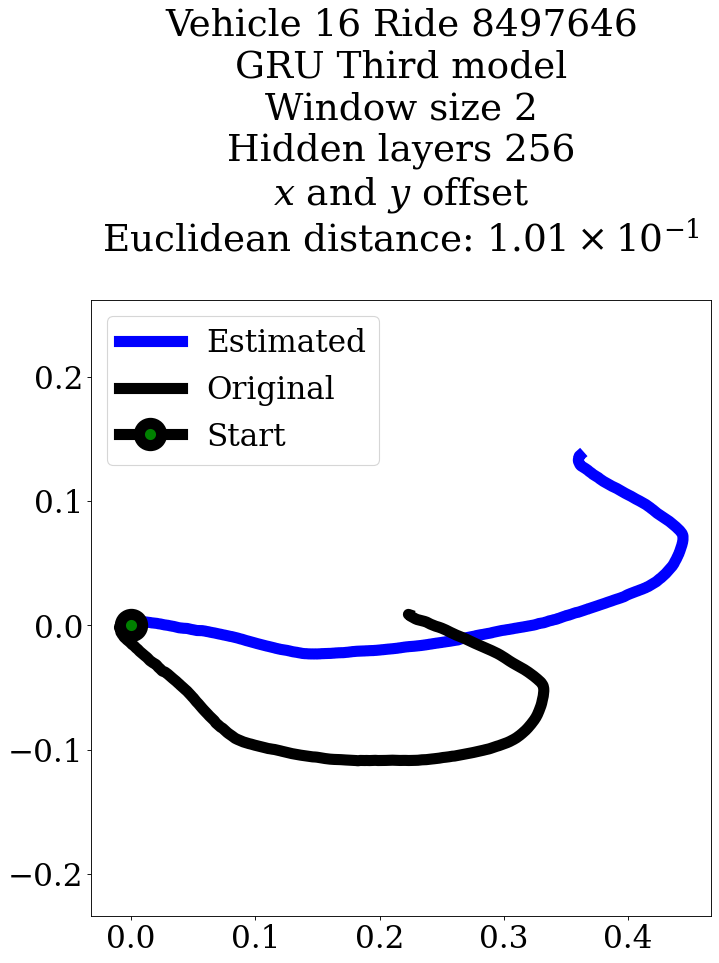 Vehicle 16 Ride 8497646
GRU Third model
Window size 2
Hidden layers 256
x and y offset
Euclidean distance: 1.01 × 10⁻¹
Estimated
Original
Start
0.2
0.1
0.0
−0.1
−0.2
0.0 0.1 0.2 0.3 0.4